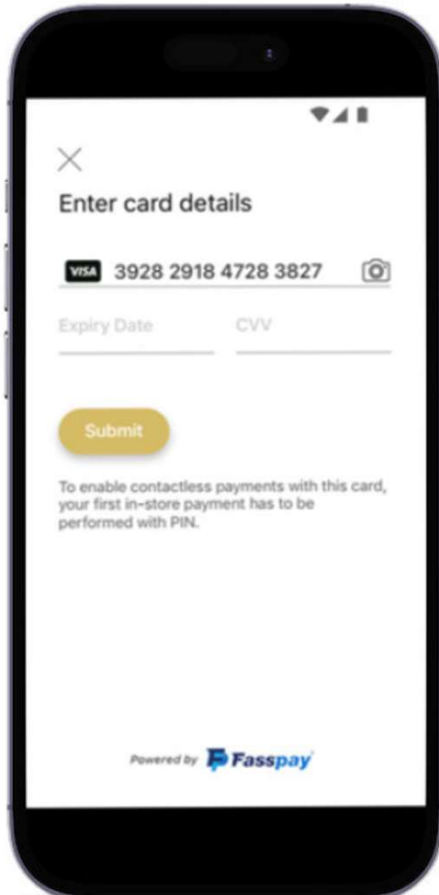 Enter card details
VISA 3928 2918 4728 3827
Expiry Date CVV
Submit
To enable contactless payments with this card,
your first in-store payment has to be
performed with PIN.
Powered by Fasspay